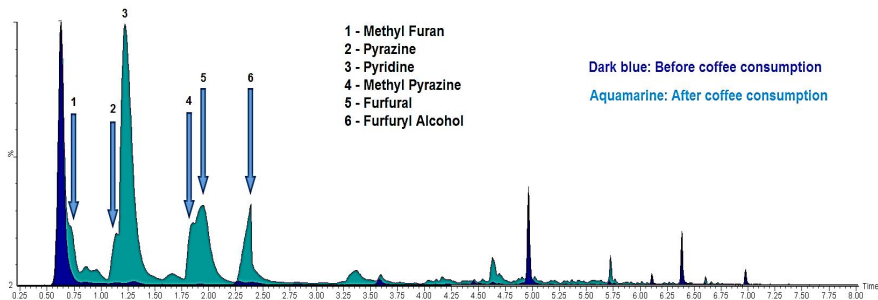 3
1
2
4
5
6
1 - Methyl Furan
2 - Pyrazine
3 - Pyridine
4 - Methyl Pyrazine
5 - Furfural
6 - Furfuryl Alcohol
Dark blue: Before coffee consumption
Aquamarine: After coffee consumption
%
2
0.25 0.50 0.75 1.00 1.25 1.50 1.75 2.00 2.25 2.50 2.75 3.00 3.25 3.50 3.75 4.00 4.25 4.50 4.75 5.00 5.25 5.50 5.75 6.00 6.25 6.50 6.75 7.00 7.25 7.50 7.75 8.00 Time